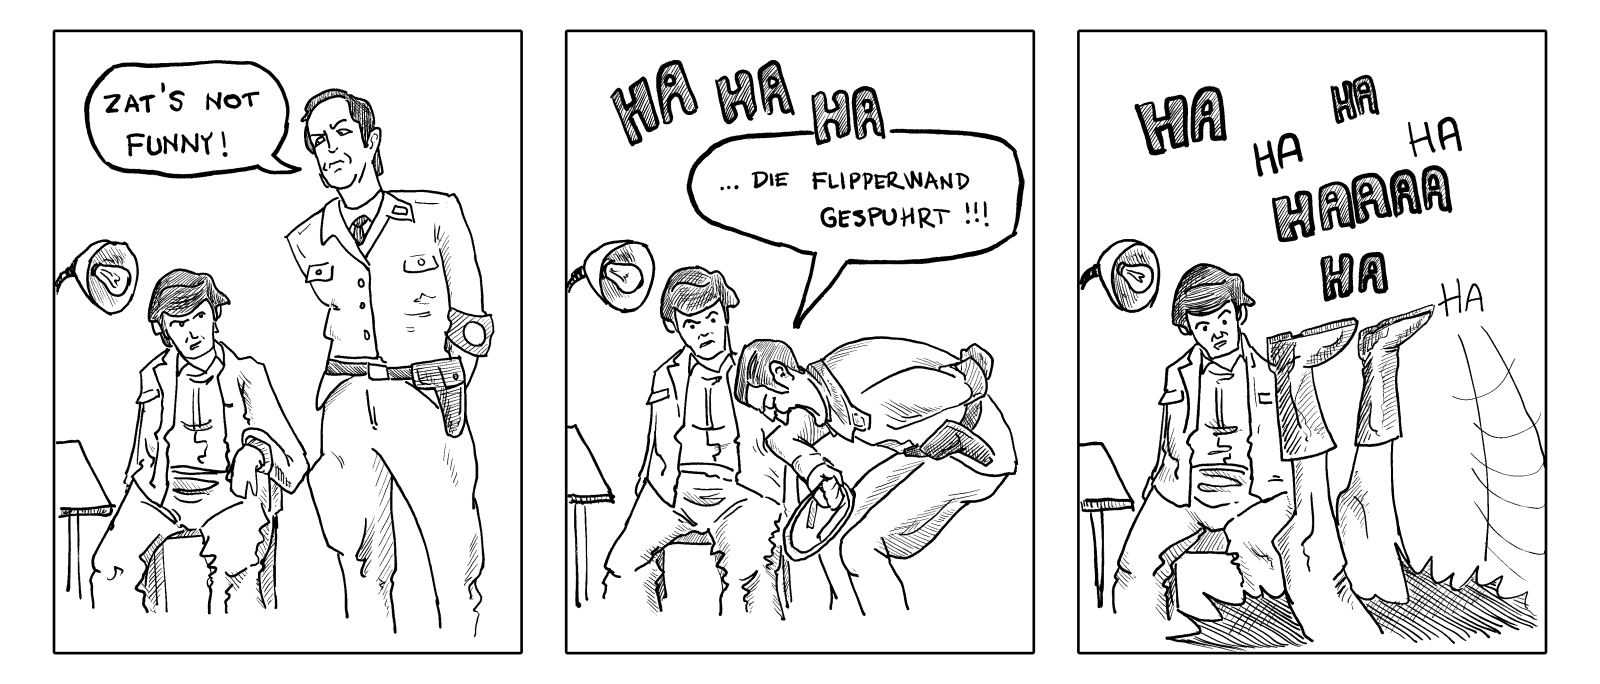 ZAT'S NOT
FUNNY!
HA HA HA
... DIE FLIPPERWAND
GESPUHRT !!!
HA
HA
HA
HA
HAAAA
HA
HA